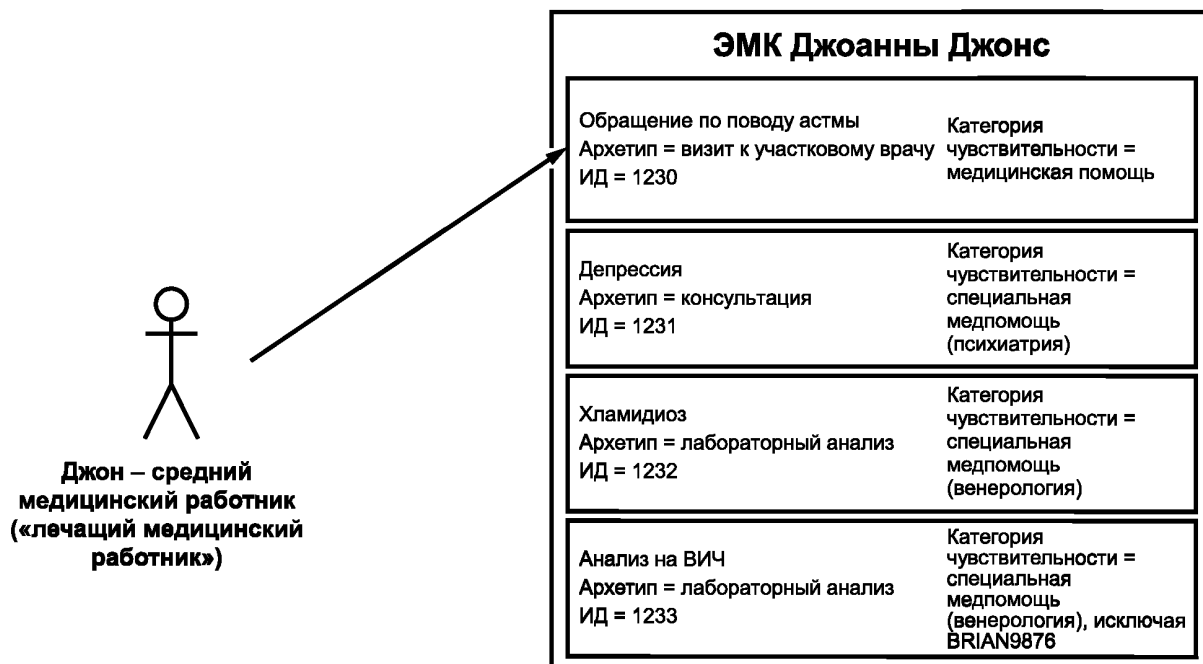 ЭМК Джоанны Джонс
Обращение по поводу астмы
Архетип = визит к участковому врачу
ИД = 1230
Категория
чувствительности =
медицинская помощь
Депрессия
Архетип = консультация
ИД = 1231
Категория
чувствительности =
специальная
медпомощь
(психиатрия)
Хламидиоз
Архетип = лабораторный анализ
ИД = 1232
Категория
чувствительности =
специальная
медпомощь
(венерология)
Анализ на ВИЧ
Архетип = лабораторный анализ
ИД = 1233
Категория
чувствительности =
специальная
медпомощь
(венерология), исключая
BRIAN9876
Джон – средний
медицинский работник
(«лечащий медицинский
работник»)